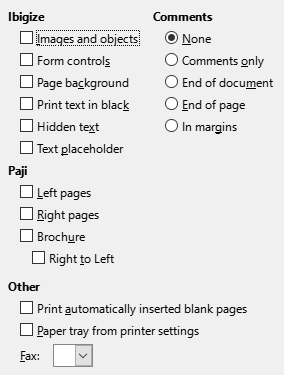 Ibigize
Images and objects
Form controls
Page background
Print text in black
Hidden text
Text placeholder
Comments
None
Comments only
End of document
End of page
In margins
Paji
Left pages
Right pages
Brochure
Right to Left
Other
Print automatically inserted blank pages
Paper tray from printer settings
Fax: